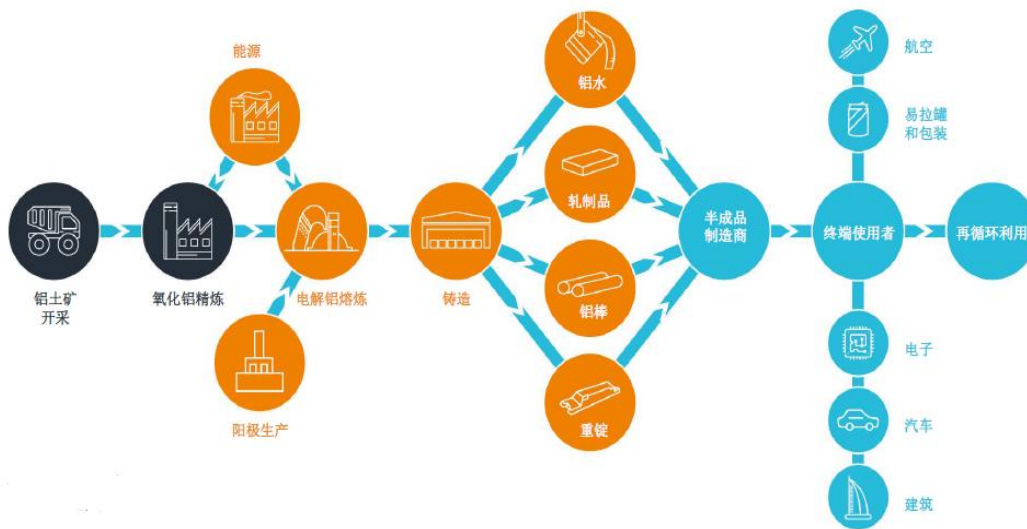 能源
铝土矿
开采
氧化铝精炼
电解铝熔炼
阳极生产
铸造
铝水
轧制品
铝棒
重锭
半成品
制造商
终端使用者
再循环利用
航空
易拉罐
和包装
电子
汽车
建筑